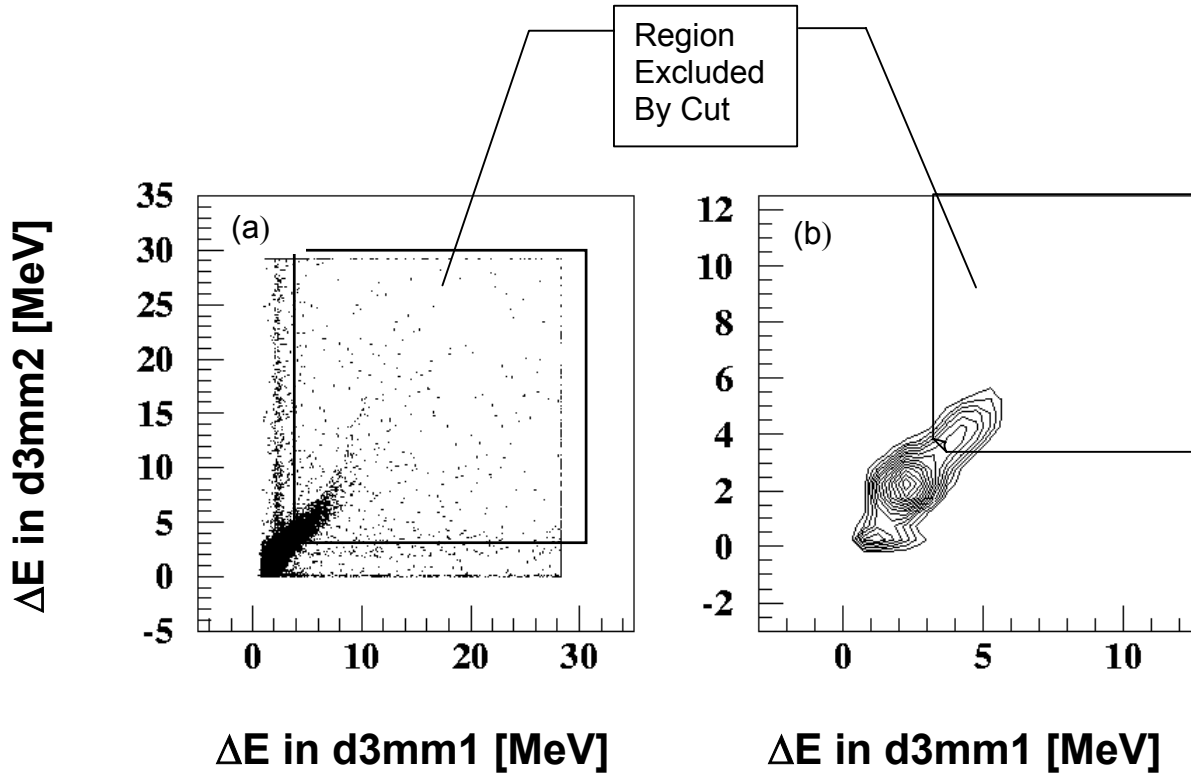 Region
Excluded
By Cut
ΔE in d3mm2 [MeV]
(a)
35
30
25
20
15
10
5
0
-5
0 10 20 30
ΔE in d3mm1 [MeV]
(b)
12
10
8
6
4
2
0
-2
0 5 10
ΔE in d3mm1 [MeV]